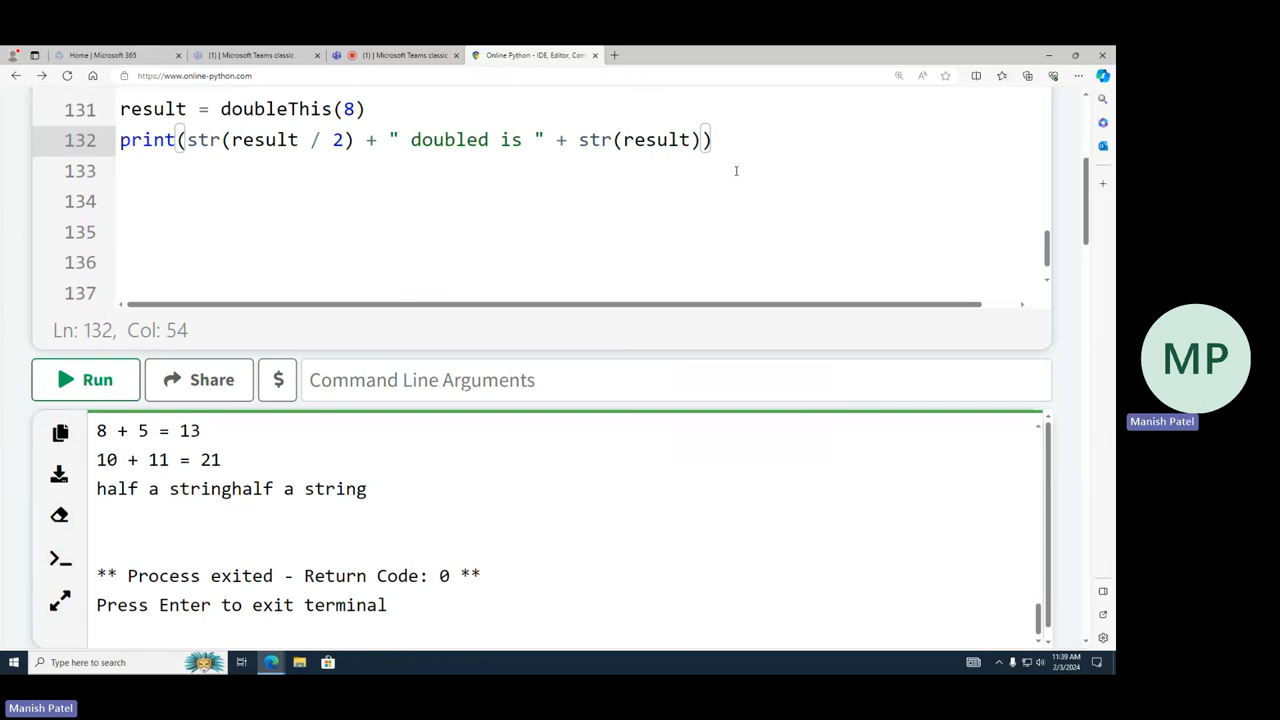 Home | Microsoft 365
(1) | Microsoft Teams classic
(1) | Microsoft Teams classic
Online Python - IDE, Editor, Com
https://www.online-python.com
131 result = doubleThis(8)
132 print(str(result / 2) + " doubled is " + str(result))
133
134
135
136
137
Ln: 132, Col: 54
Run
Share
$
Command Line Arguments
8 + 5 = 13
10 + 11 = 21
half a stringhalf a string
** Process exited - Return Code: 0 **
Press Enter to exit terminal
MP
Manish Patel
Type here to search
11:39 AM
2/3/2024
Manish Patel